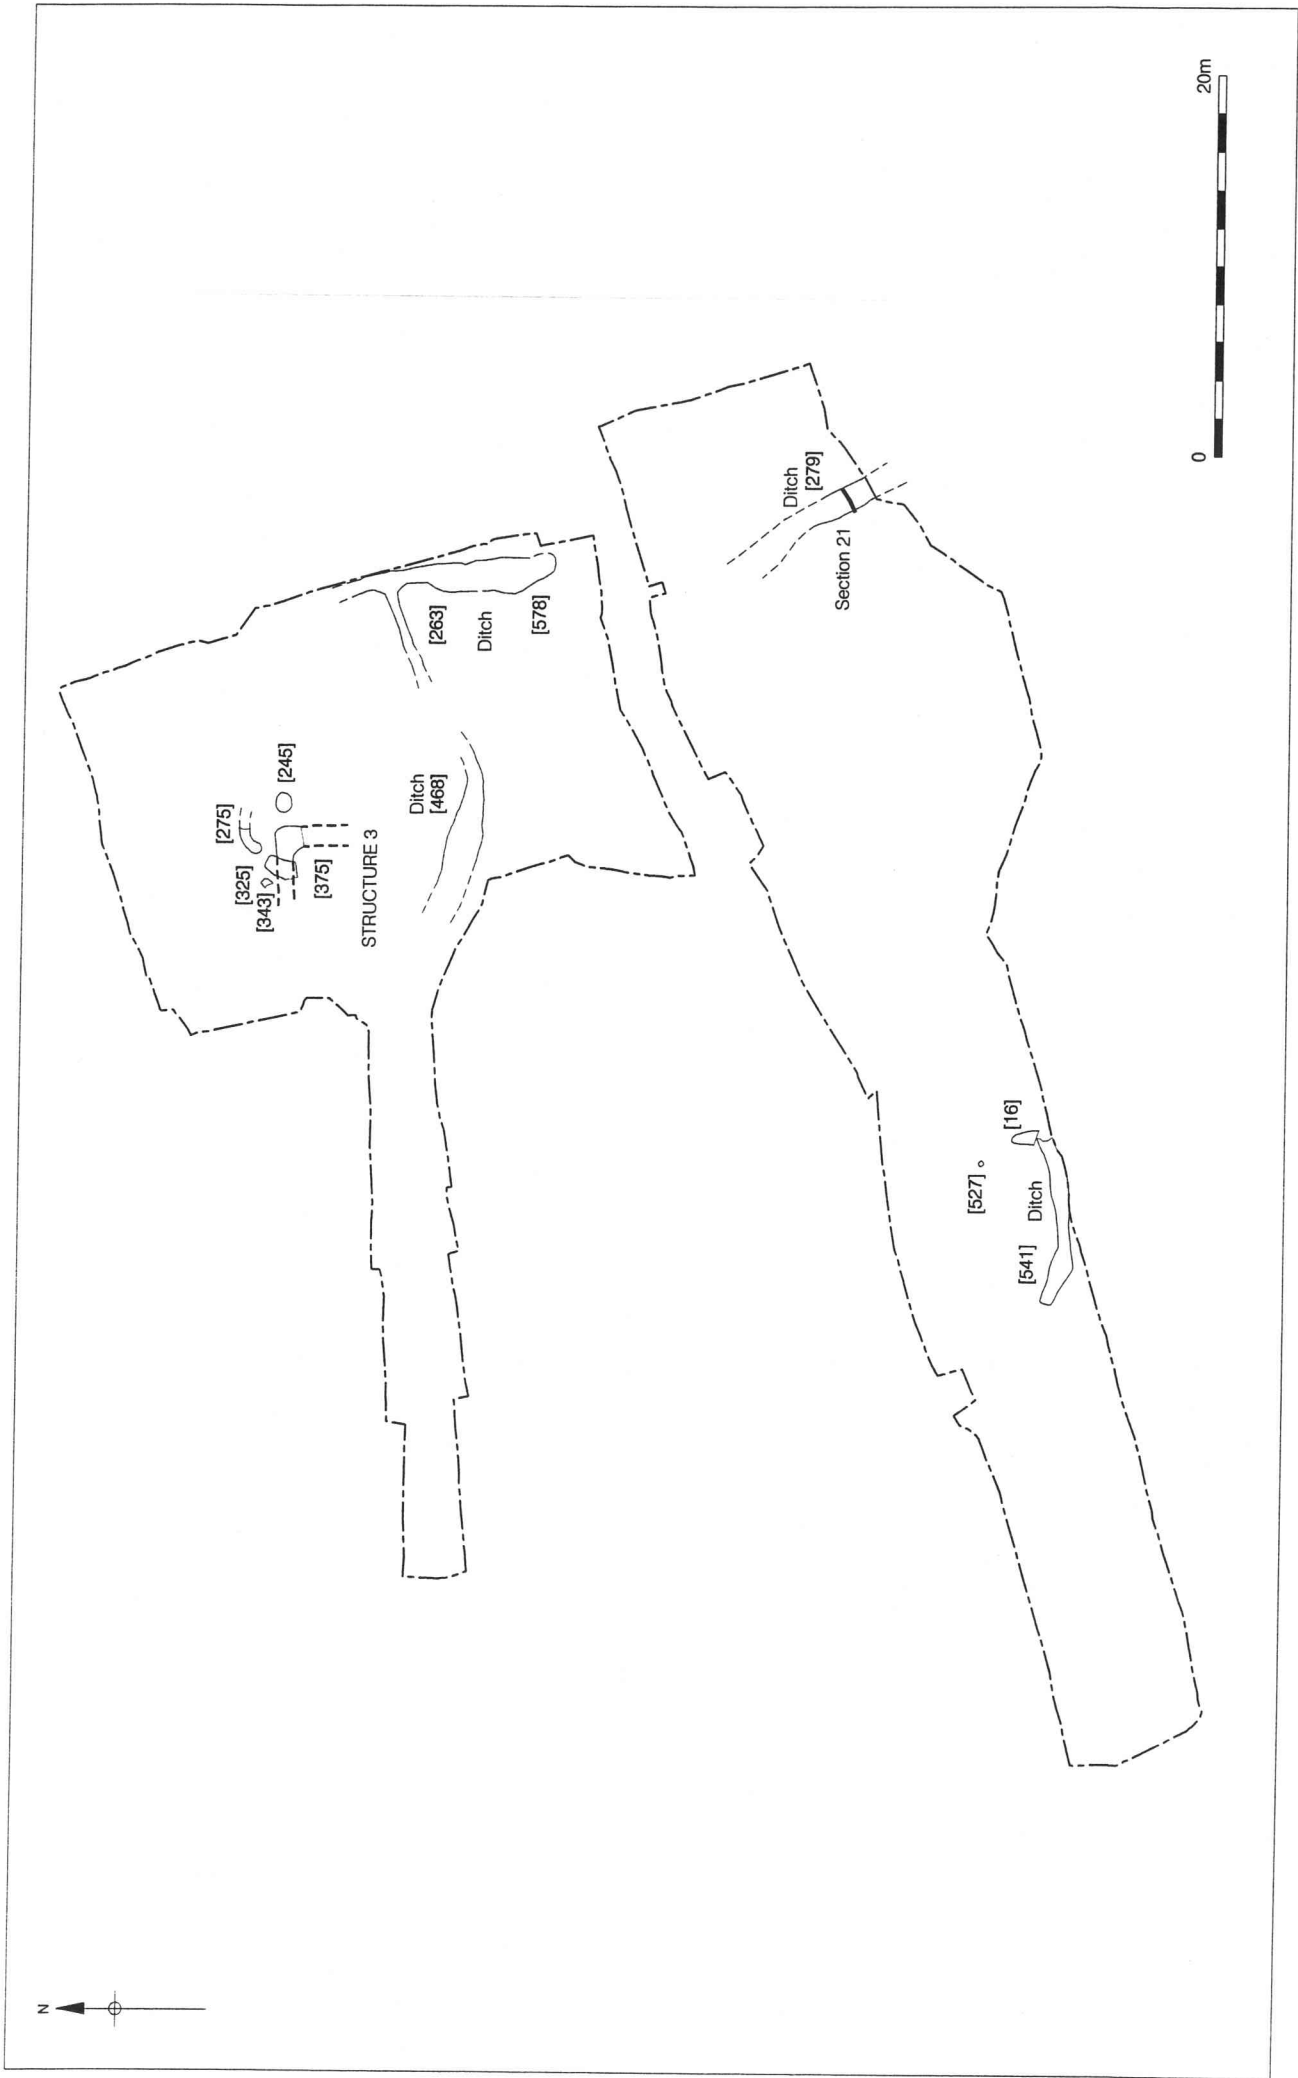 N
[275]
[325]
[343]
[245]
[375]
STRUCTURE 3
Ditch
[468]
[263]
Ditch
[578]
Ditch
[279]
Section 21
[527]
[16]
Ditch
[541]
0
20m